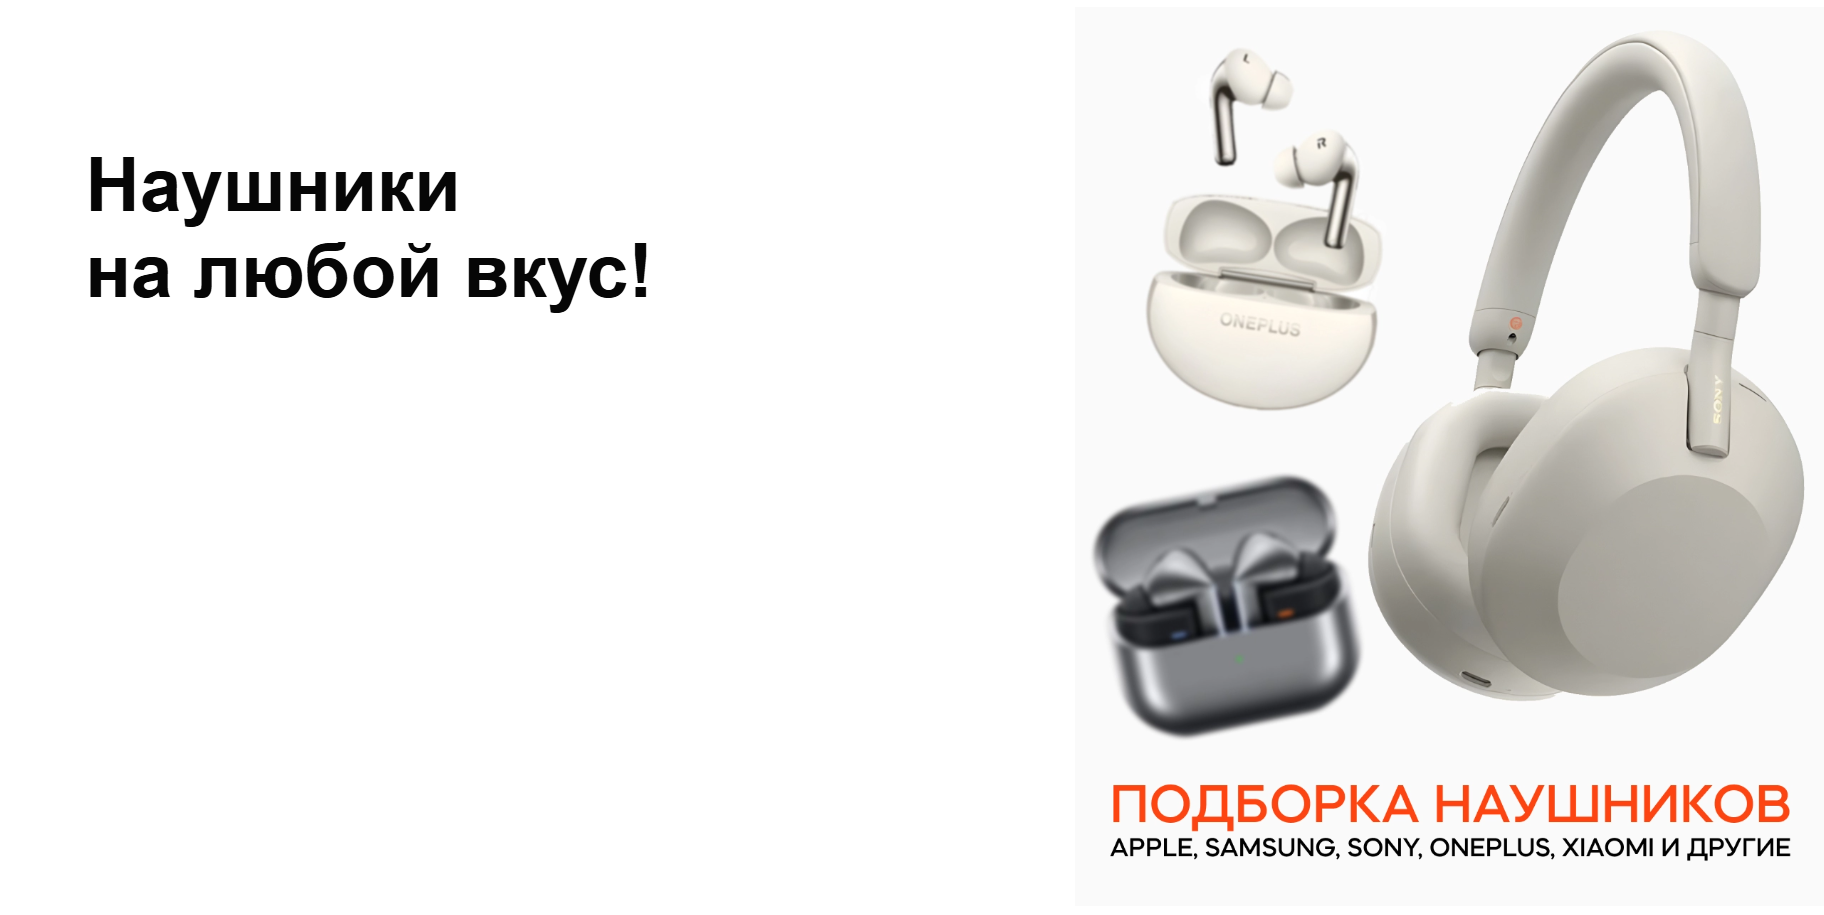 Наушники
на любой вкус!
L
R
ONEPLUS
SONY
ПОДБОРКА НАУШНИКОВ
APPLE, SAMSUNG, SONY, ONEPLUS, XIAOMI И ДРУГИЕ